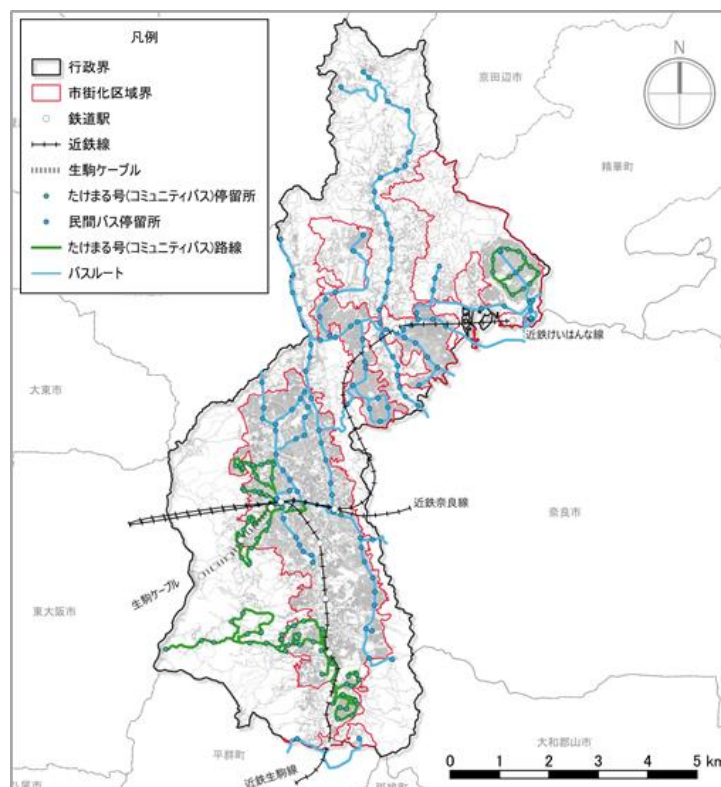 凡例
行政界
市街化区域界
鉄道駅
近鉄線
生駒ケーブル
たけまる号(コミュニティバス)停留所
民間バス停留所
たけまる号(コミュニティバス)路線
バスルート
N
京田辺市
精華町
近鉄けいはんな線
大東市
近鉄奈良線
奈良市
生駒ケーブル
東大阪市
平群町
大和郡山市
近鉄生駒線
0 1 2 3 4 5 km